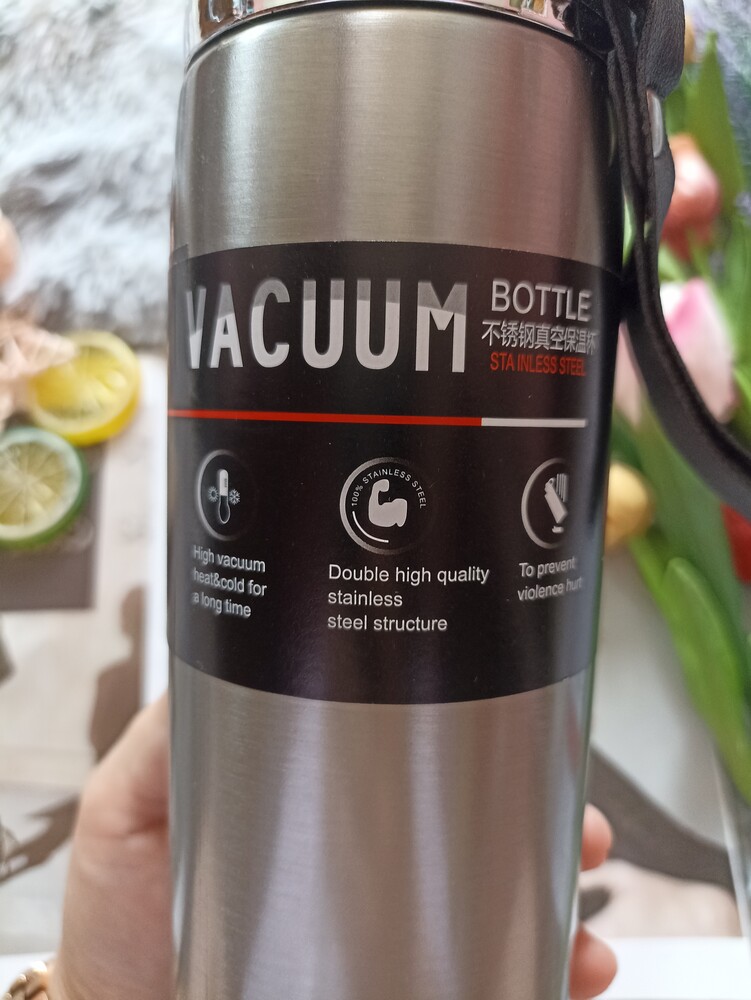 VACUUM
BOTTLE
不锈钢真空保温杯
STA INLESS STEEL
100% STAINLESS STEEL
High vacuum
heat&cold for
a long time
Double high quality
stainless
steel structure
To prevent
violence hurt